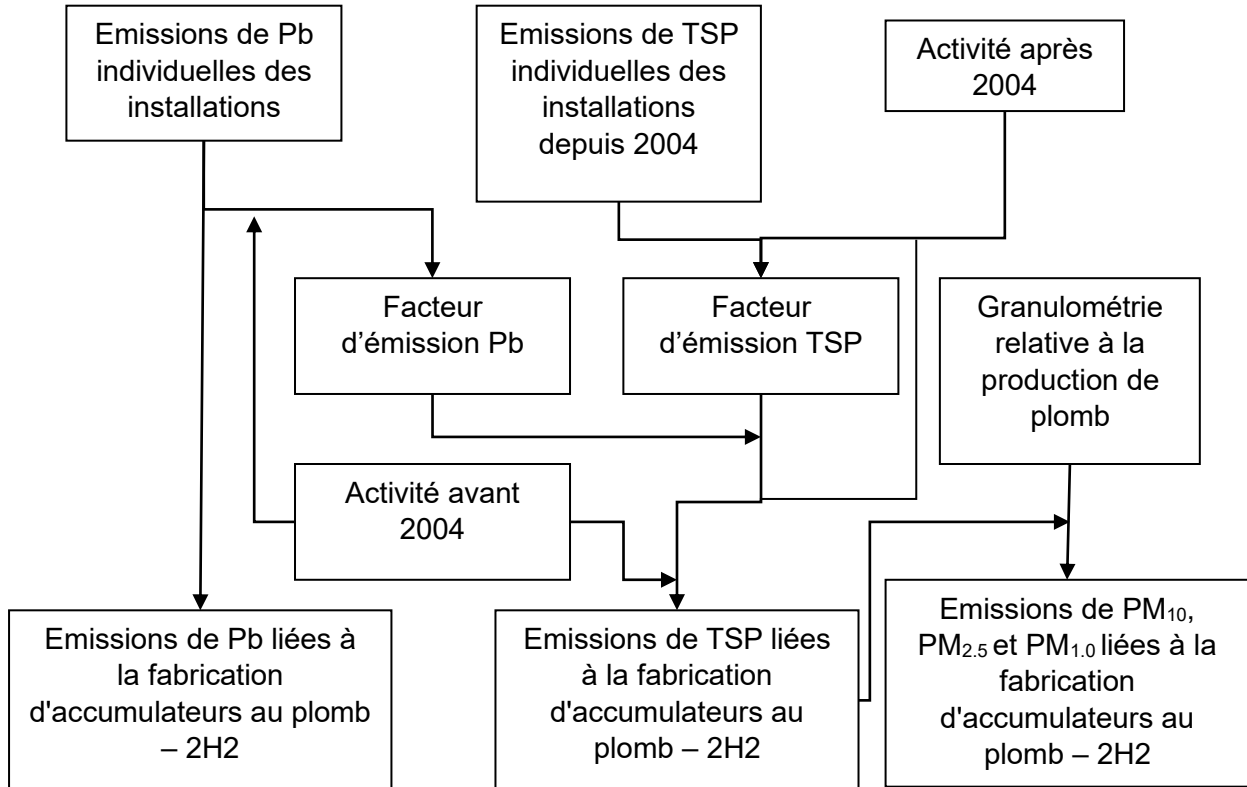 Emissions de Pb
individuelles des
installations
Emissions de TSP
individuelles des
installations
depuis 2004
Activité après
2004
Facteur
d’émission Pb
Facteur
d’émission TSP
Granulométrie
relative à la
production de
plomb
Activité avant
2004
Emissions de Pb liées à
la fabrication
d'accumulateurs au plomb
– 2H2
Emissions de TSP liées
à la fabrication
d'accumulateurs au
plomb – 2H2
Emissions de PM10,
PM2.5 et PM1.0 liées à la
fabrication
d'accumulateurs au
plomb – 2H2